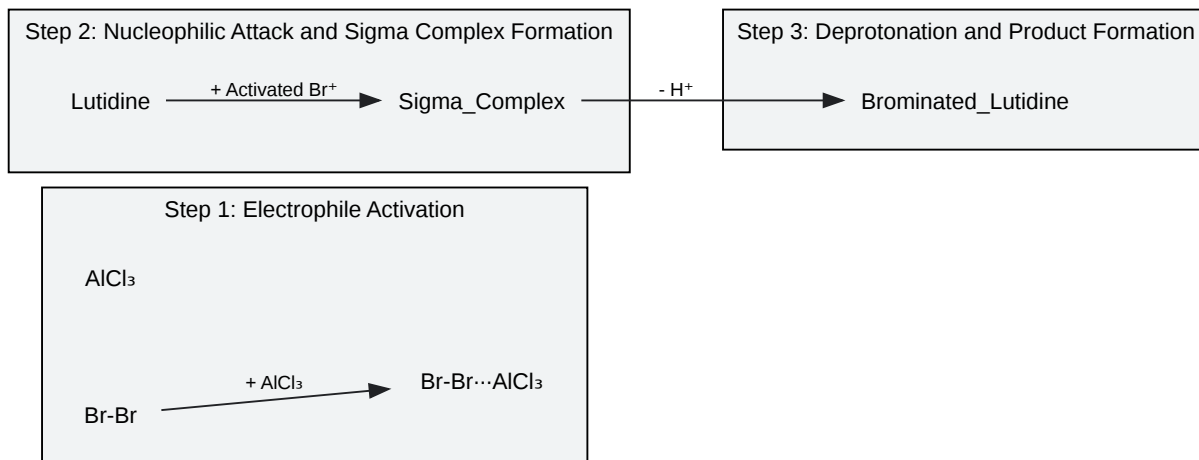 Step 2: Nucleophilic Attack and Sigma Complex Formation
Lutidine
+ Activated Br⁺
Sigma_Complex
- H⁺
Step 3: Deprotonation and Product Formation
Brominated_Lutidine
Step 1: Electrophile Activation
AlCl₃
Br-Br
+ AlCl₃
Br-Br···AlCl₃